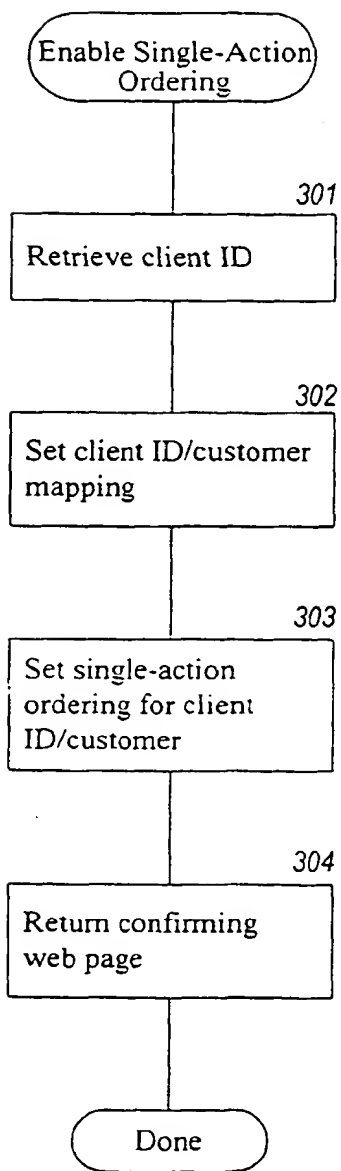 Enable Single-Action
Ordering
301
Retrieve client ID
302
Set client ID/customer
mapping
303
Set single-action
ordering for client
ID/customer
304
Return confirming
web page
Done